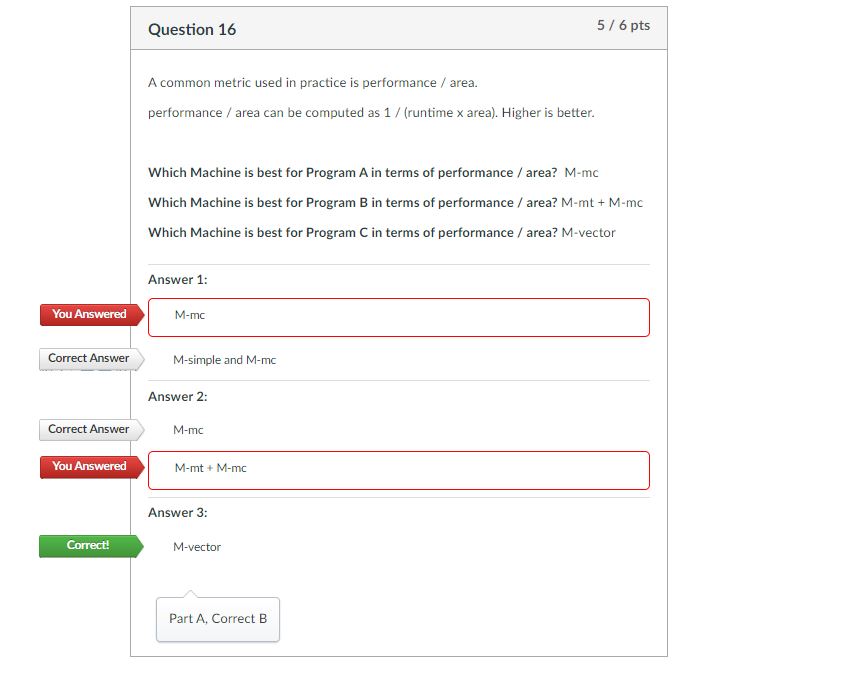 Question 16
5 / 6 pts
A common metric used in practice is performance / area.
performance / area can be computed as 1 / (runtime x area). Higher is better.
Which Machine is best for Program A in terms of performance / area? M-mc
Which Machine is best for Program B in terms of performance / area? M-mt + M-mc
Which Machine is best for Program C in terms of performance / area? M-vector
Answer 1:
You Answered
M-mc
Correct Answer
M-simple and M-mc
Answer 2:
Correct Answer
M-mc
You Answered
M-mt + M-mc
Answer 3:
Correct!
M-vector
Part A, Correct B